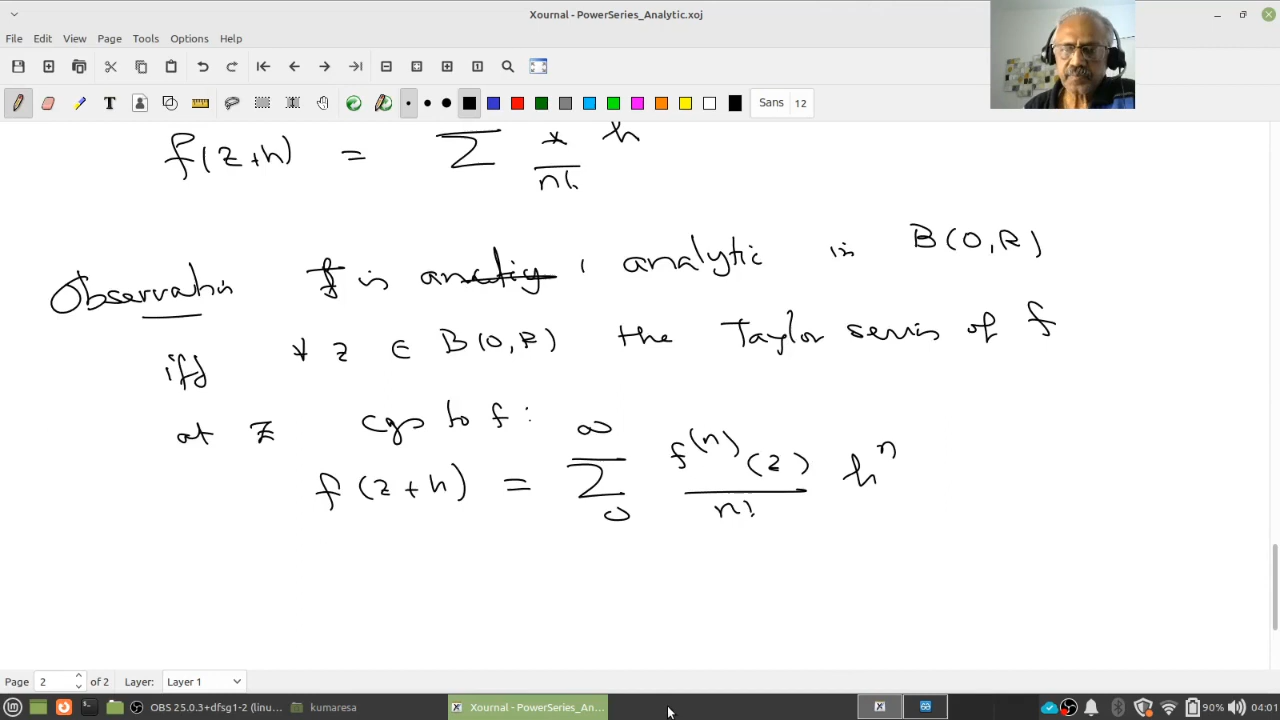 Xournal - PowerSeries_Analytic.xoj
File Edit View Page Tools Options Help
Sans 12
f(z+h) = Σ * / n! h
Observatin f is analytic in B(0,R)
iff ∀ z ∈ B(0,R) the Taylor series of f
at z cgs to f :
f(z+h) = Σ_0^∞ f^(n)(z) / n! h^n
Page 2 of 2 Layer: Layer 1
OBS 25.0.3+dfsg1-2 (linu... kumaresa Xournal - PowerSeries_An... 90% 04:01